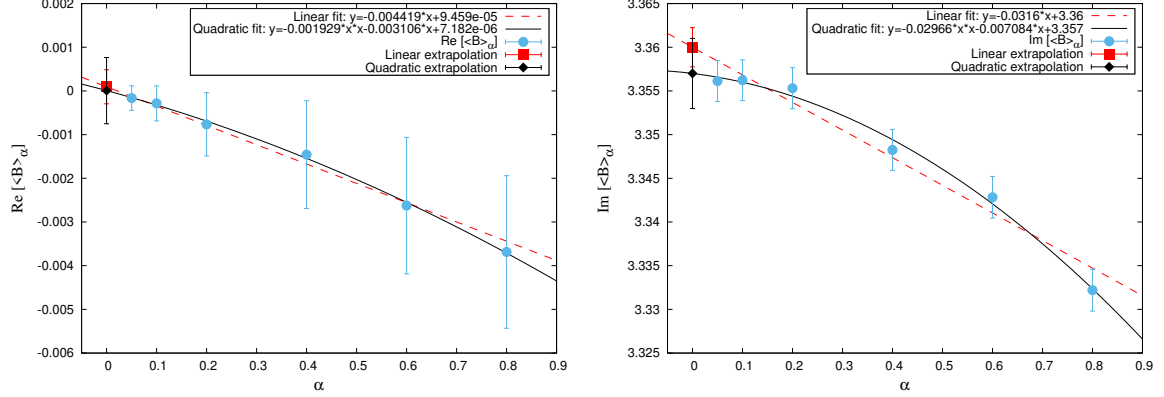 0.002
0.001
0
-0.001
-0.002
-0.003
-0.004
-0.005
-0.006
Re [<B>α]
Linear fit: y=-0.004419*x+9.459e-05
Quadratic fit: y=-0.001929*x*x-0.003106*x+7.182e-06
Re [<B>α]
Linear extrapolation
Quadratic extrapolation
0 0.1 0.2 0.3 0.4 0.5 0.6 0.7 0.8 0.9
α
3.365
3.36
3.355
3.35
3.345
3.34
3.335
3.33
3.325
Im [<B>α]
Linear fit: y=-0.0316*x+3.36
Quadratic fit: y=-0.02966*x*x-0.007084*x+3.357
Im [<B>α]
Linear extrapolation
Quadratic extrapolation
0 0.1 0.2 0.3 0.4 0.5 0.6 0.7 0.8 0.9
α